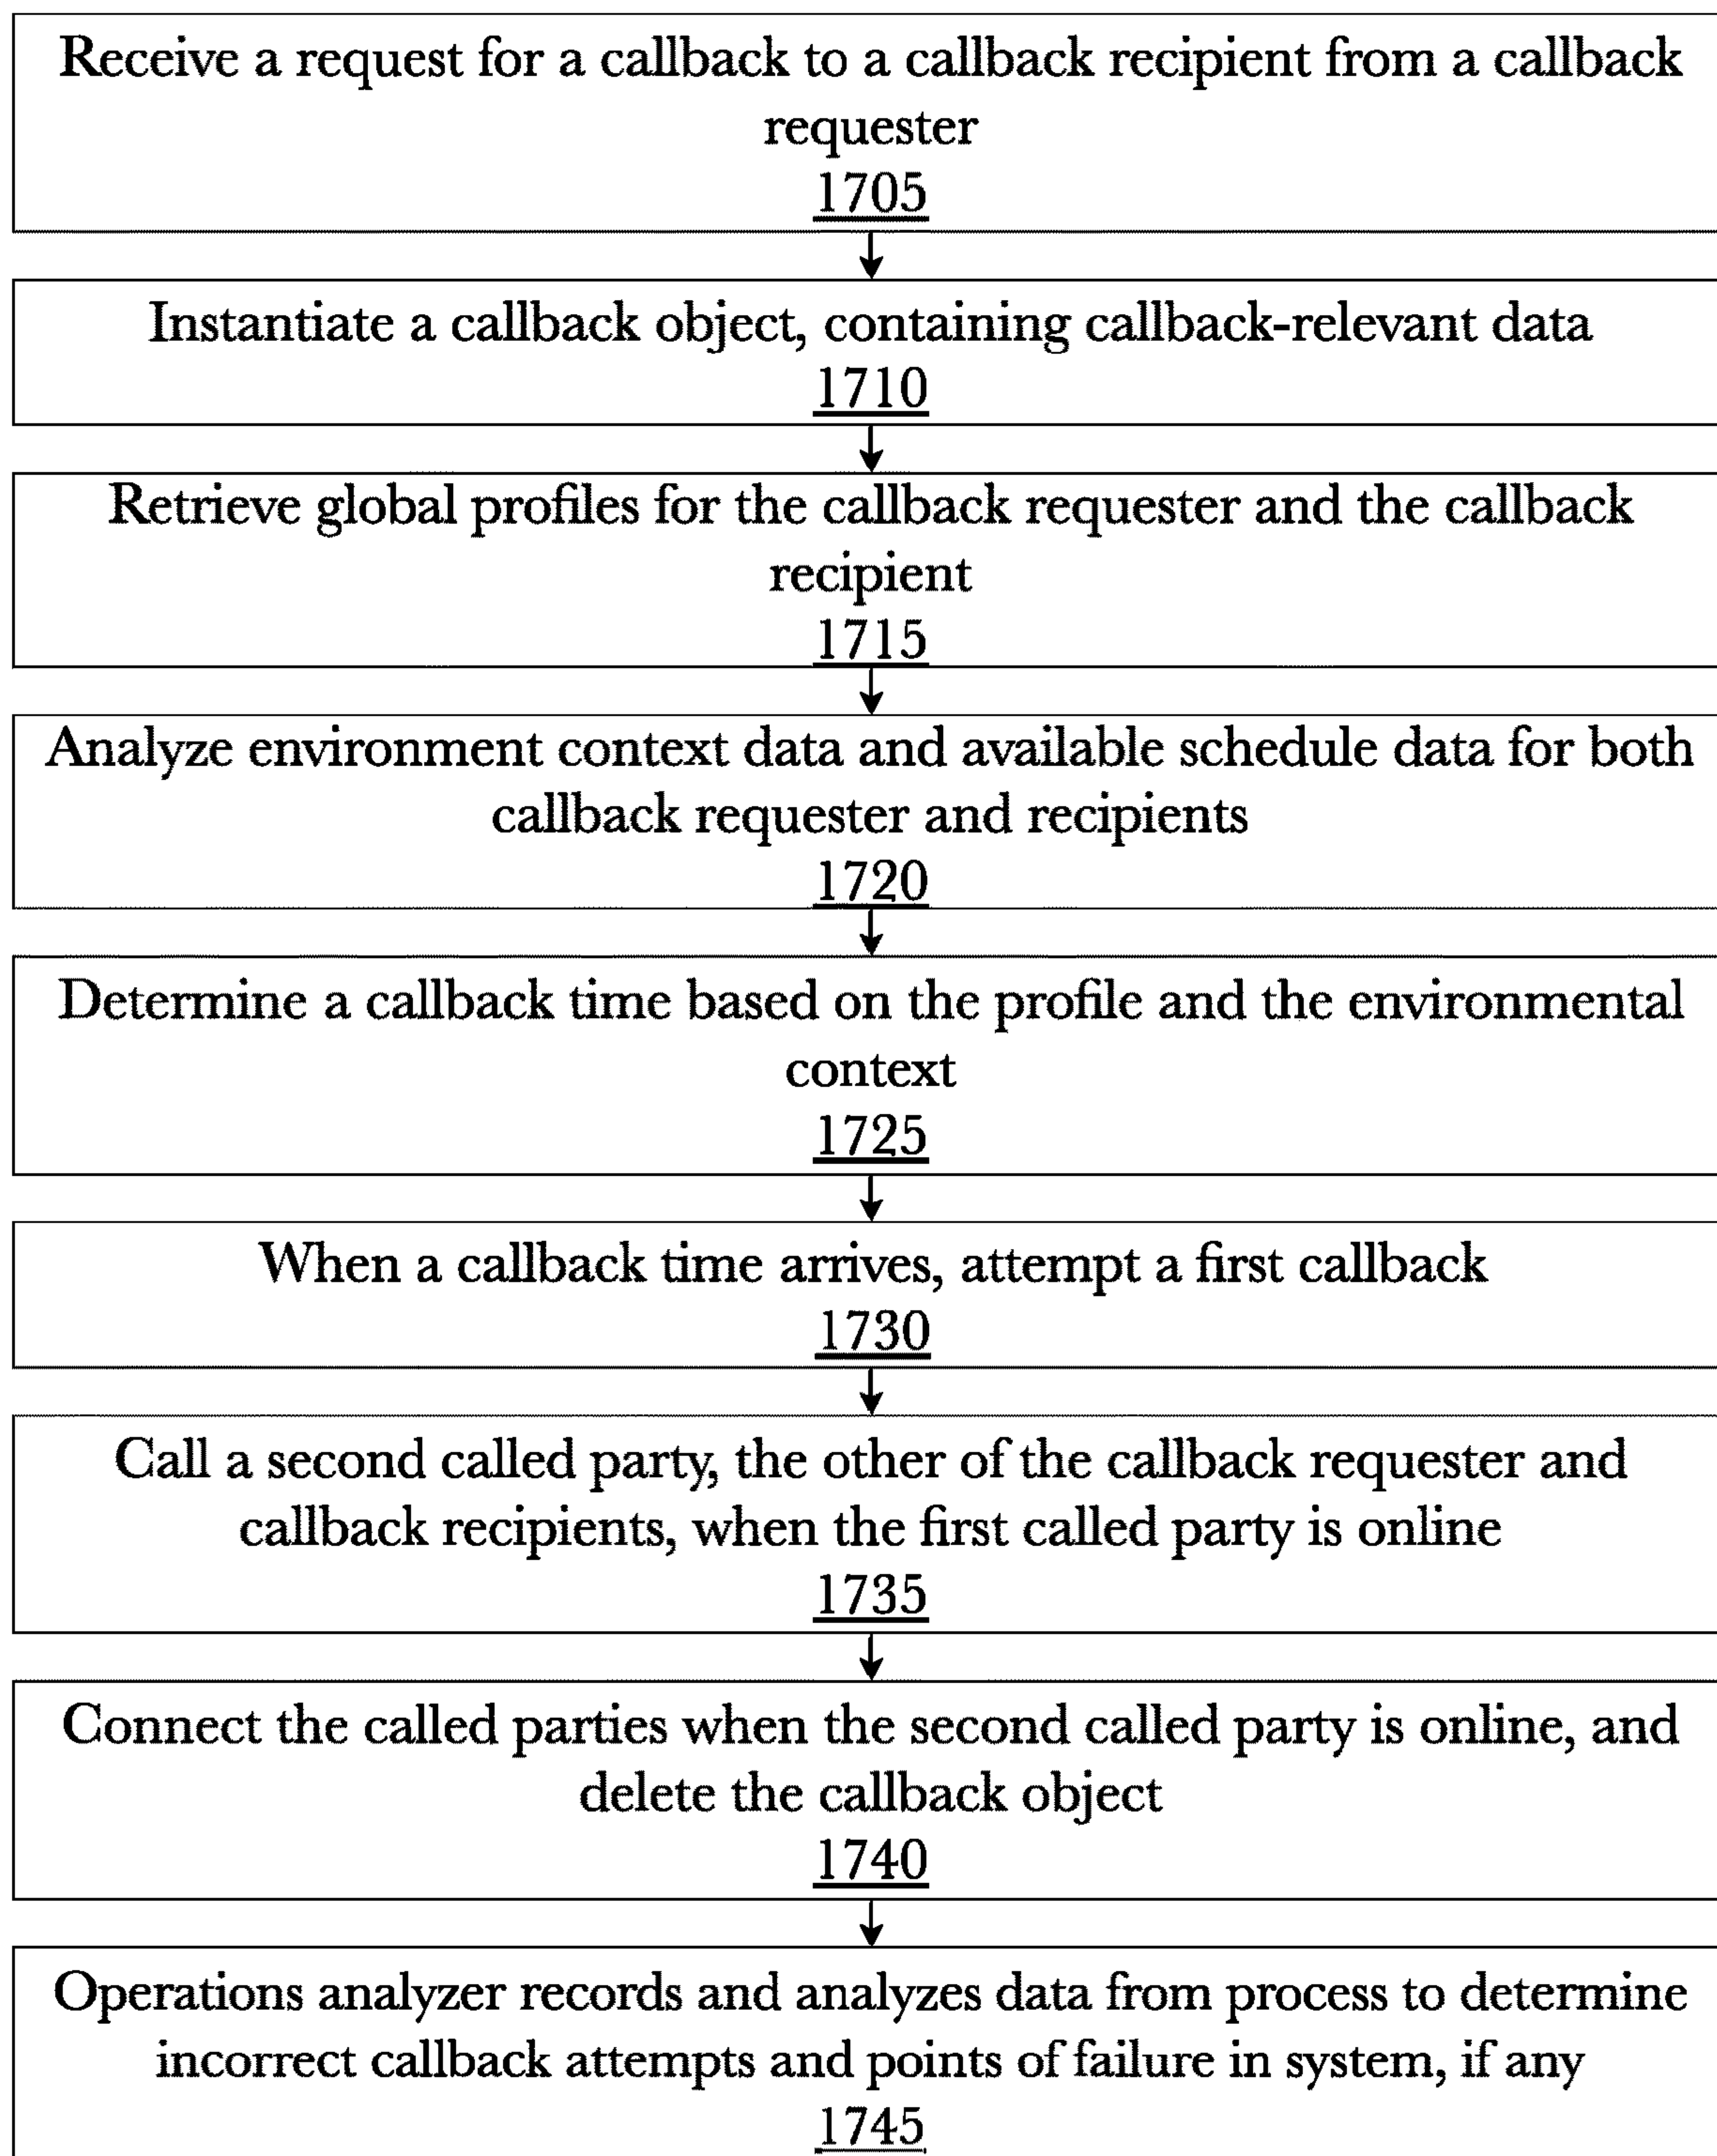 Receive a request for a callback to a callback recipient from a callback
requester
1705
Instantiate a callback object, containing callback-relevant data
1710
Retrieve global profiles for the callback requester and the callback
recipient
1715
Analyze environment context data and available schedule data for both
callback requester and recipients
1720
Determine a callback time based on the profile and the environmental
context
1725
When a callback time arrives, attempt a first callback
1730
Call a second called party, the other of the callback requester and
callback recipients, when the first called party is online
1735
Connect the called parties when the second called party is online, and
delete the callback object
1740
Operations analyzer records and analyzes data from process to determine
incorrect callback attempts and points of failure in system, if any
1745